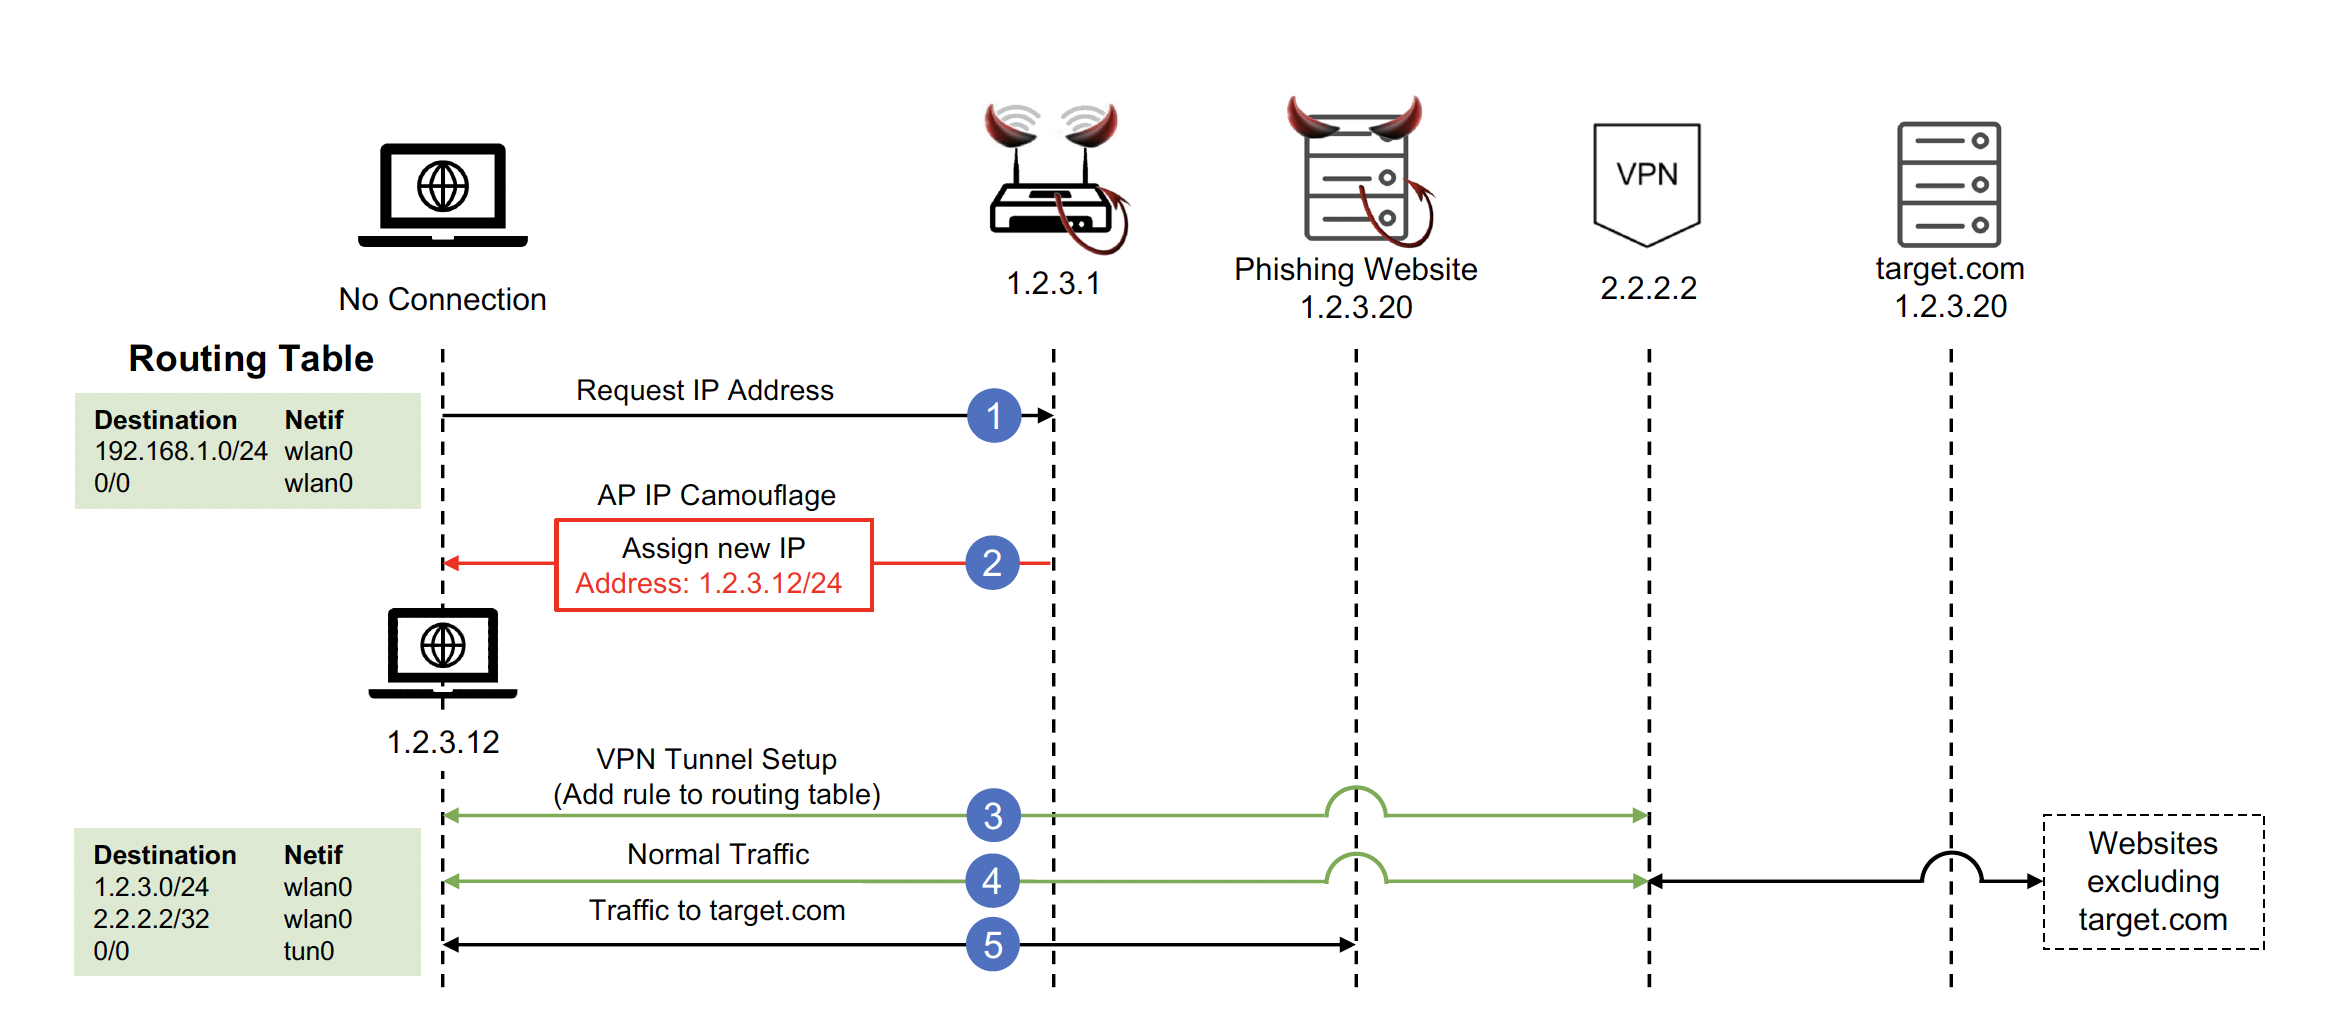 VPN
No Connection
1.2.3.1
Phishing Website
1.2.3.20
2.2.2.2
target.com
1.2.3.20
Routing Table
Destination Netif
192.168.1.0/24 wlan0
0/0 wlan0
Request IP Address
1
AP IP Camouflage
Assign new IP
Address: 1.2.3.12/24
2
1.2.3.12
VPN Tunnel Setup
(Add rule to routing table)
3
Destination Netif
1.2.3.0/24 wlan0
2.2.2.2/32 wlan0
0/0 tun0
Normal Traffic
4
Traffic to target.com
5
Websites
excluding
target.com